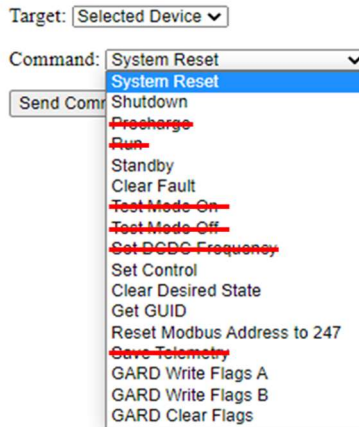 Target: Selected Device
Command: System Reset
System Reset
Send Comm
Shutdown
Precharge
Run
Standby
Clear Fault
Test Mode On
Test Mode Off
Set DCDC Frequency
Set Control
Clear Desired State
Get GUID
Reset Modbus Address to 247
Save Telemetry
GARD Write Flags A
GARD Write Flags B
GARD Clear Flags